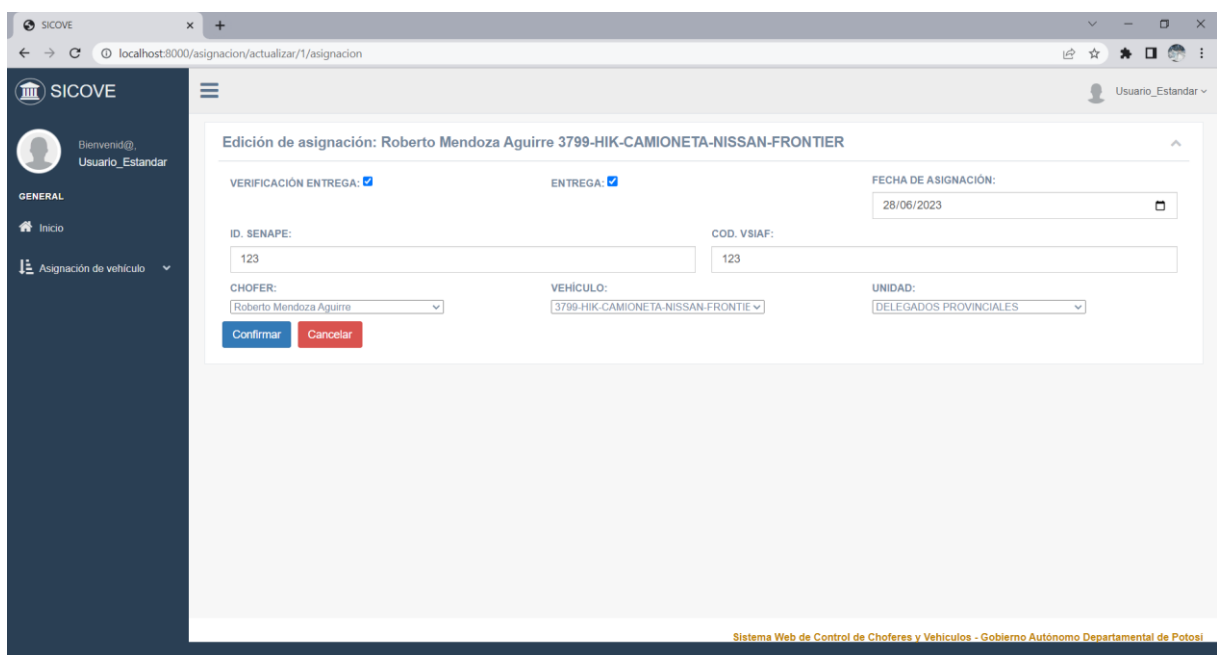 SICOVE
localhost:8000/asignacion/actualizar/1/asignacion
SICOVE
Usuario_Estandar
Bienvenid@,
Usuario_Estandar
GENERAL
Inicio
Asignación de vehículo
Edición de asignación: Roberto Mendoza Aguirre 3799-HIK-CAMIONETA-NISSAN-FRONTIER
VERIFICACIÓN ENTREGA:
ENTREGA:
FECHA DE ASIGNACIÓN:
28/06/2023
ID. SENAPE:
COD. VSIAF:
123
123
CHOFER:
VEHÍCULO:
UNIDAD:
Roberto Mendoza Aguirre
3799-HIK-CAMIONETA-NISSAN-FRONTIE
DELEGADOS PROVINCIALES
Confirmar
Cancelar
Sistema Web de Control de Choferes y Vehículos - Gobierno Autónomo Departamental de Potosí